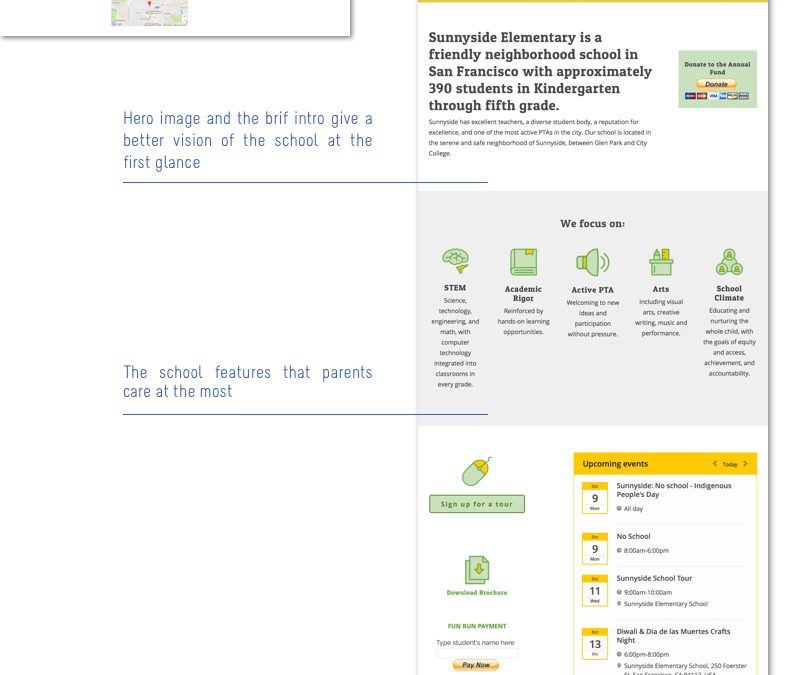 Hero image and the brif intro give a
better vision of the school at the
first glance
The school features that parents
care at the most
Sunnyside Elementary is a
friendly neighborhood school in
San Francisco with approximately
390 students in Kindergarten
through fifth grade.
Sunnyside has excellent teachers, a diverse student body, a reputation for
excellence, and one of the most active PTAs in the city. Our school is located in
the serene and safe neighborhood of Sunnyside, between Glen Park and City
College.
Donate to the Annual
Fund
Donate
We focus on:
STEM
Science,
technology,
engineering, and
math, with
computer
technology
integrated into
classrooms in
every grade.
Academic
Rigor
Reinforced by
hands-on learning
opportunities.
Active PTA
Welcoming to new
ideas and
participation
without pressure.
Arts
Including visual
arts, creative
writing, music and
performance.
School
Climate
Educating and
nurturing the
whole child, with
the goals of equity
and access,
achievement, and
accountability.
Sign up for a tour
Download Brochure
FUN RUN PAYMENT
Type student's name here
Pay Now
Upcoming events
Today
Oct
9
Mon
Sunnyside: No school - Indigenous
People's Day
All day
Oct
9
Mon
No School
8:00am-6:00pm
Oct
11
Wed
Sunnyside School Tour
9:00am-10:00am
Sunnyside Elementary School
Oct
13
Fri
Diwali & Dia de las Muertes Crafts
Night
6:00pm-8:00pm
Sunnyside Elementary School, 250 Foerster
St, San Francisco, CA 94112, USA